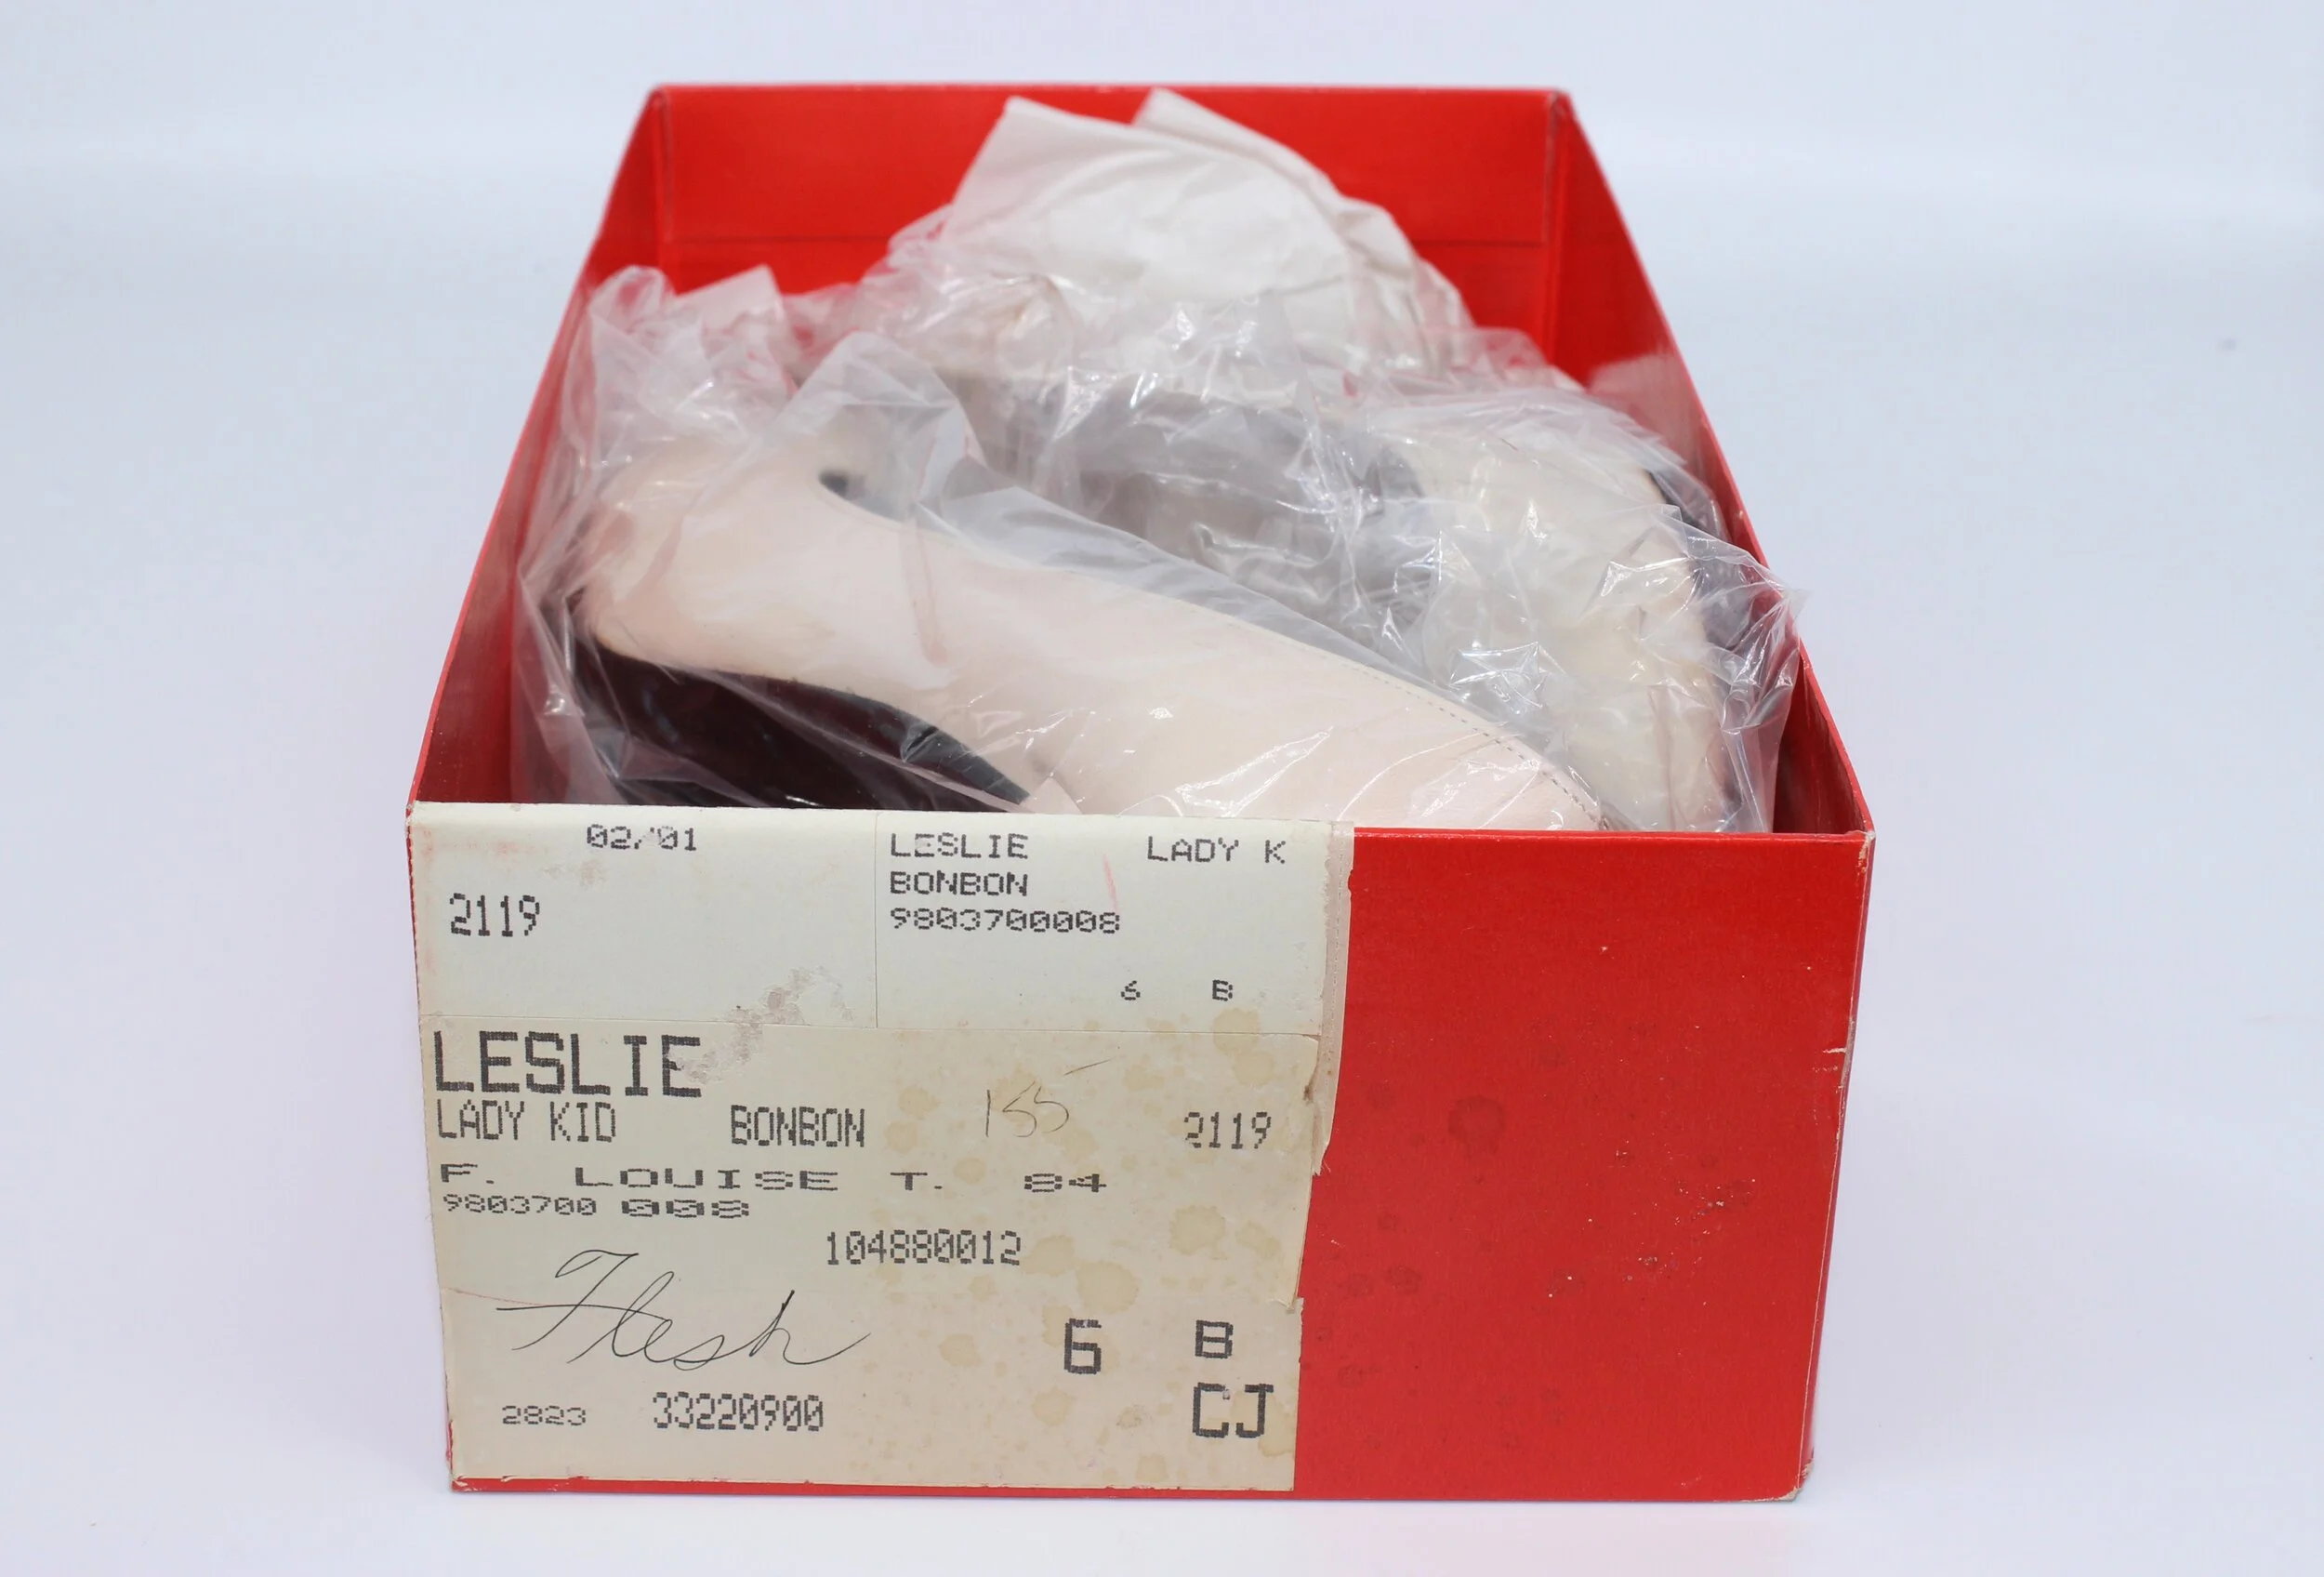 02/01
2119
LESLIE LADY K
BONBON
9803700008
6 B
LESLIE
LADY KID BONBON 155 2119
F. LOUISE T. 84
9803700 008
104880012
Flesh
6 B
2823 33220900 CJ